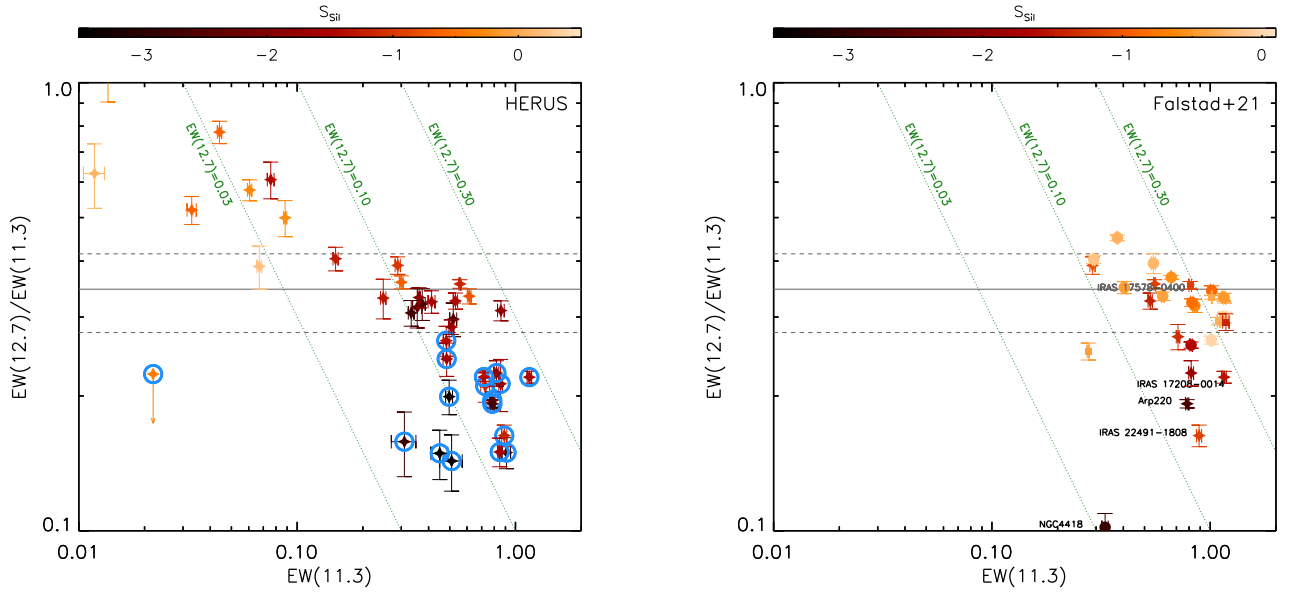 S_Sil
−3 −2 −1 0
HERUS
EW(12.7)=0.03
EW(12.7)=0.10
EW(12.7)=0.30
1.0
0.1
EW(12.7)/EW(11.3)
0.01 0.10 1.00
EW(11.3)
S_Sil
−3 −2 −1 0
Falstad+21
EW(12.7)=0.03
EW(12.7)=0.10
EW(12.7)=0.30
IRAS 17578−0400
IRAS 17208−0014
Arp220
IRAS 22491−1808
NGC4418
1.0
0.1
EW(12.7)/EW(11.3)
0.01 0.10 1.00
EW(11.3)